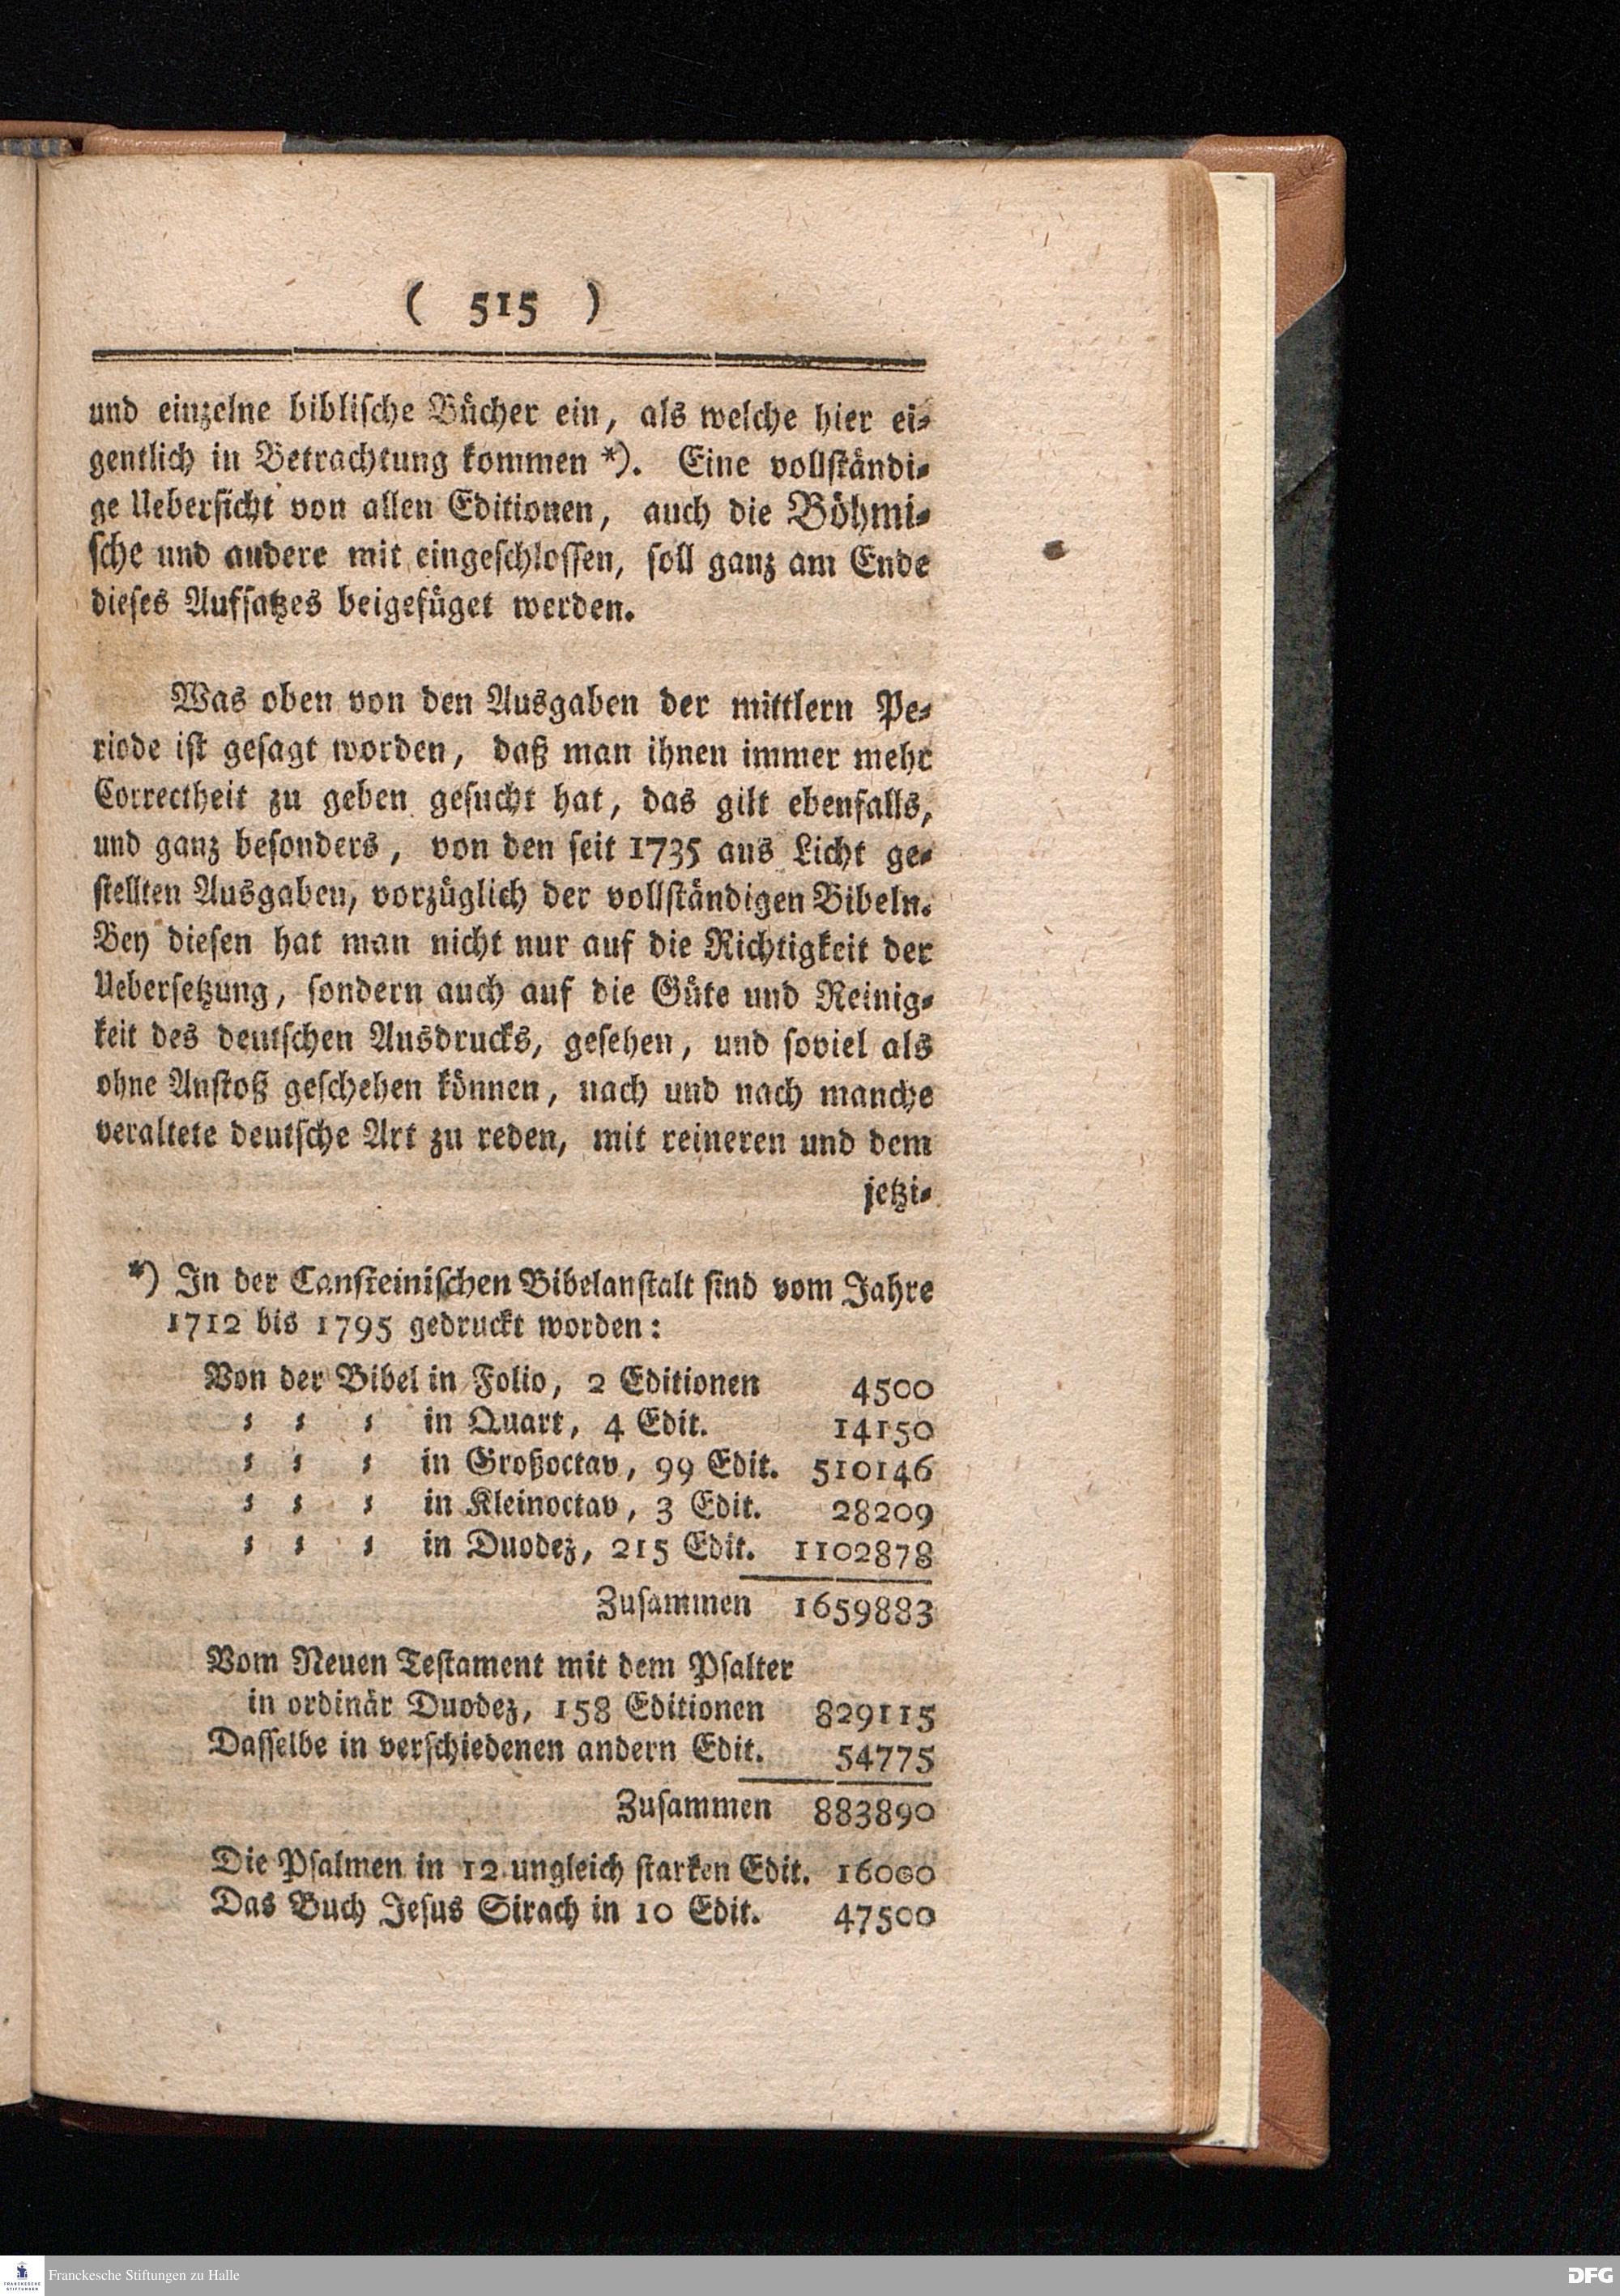 ( 515 )
und einzelne bibliſche Bücher ein, als welche hier ei-
gentlich in Betrachtung kommen *). Eine vollſtändi-
ge Ueberſicht von allen Editionen, auch die Böhmi-
ſche und andere mit eingeſchloſſen, ſoll ganz am Ende
dieſes Aufſatzes beigefüget werden.
Was oben von den Ausgaben der mittlern Pe-
riode iſt geſagt worden, daß man ihnen immer mehr
Correctheit zu geben geſucht hat, das gilt ebenfalls,
und ganz beſonders, von den ſeit 1735 ans Licht ge-
ſtellten Ausgaben, vorzüglich der vollſtändigen Bibeln.
Bey dieſen hat man nicht nur auf die Richtigkeit der
Ueberſetzung, ſondern auch auf die Güte und Reinig-
keit des deutſchen Ausdrucks, geſehen, und ſoviel als
ohne Anſtoß geſchehen können, nach und nach manche
veraltete deutſche Art zu reden, mit reineren und dem
jetzi-
*) In der Canſteiniſchen Bibelanſtalt ſind vom Jahre
1712 bis 1795 gedruckt worden:
Von der Bibel in Folio, 2 Editionen 4500
= = = in Quart, 4 Edit. 14150
= = = in Großoctav, 99 Edit. 510146
= = = in Kleinoctav, 3 Edit. 28209
= = = in Duodez, 215 Edit. 1102878
Zuſammen 1659883
Vom Neuen Teſtament mit dem Pſalter
in ordinär Duodez, 158 Editionen 829115
Daſſelbe in verſchiedenen andern Edit. 54775
Zuſammen 883890
Die Pſalmen in 12 ungleich ſtarken Edit. 16000
Das Buch Jeſus Sirach in 10 Edit. 47500
FRANCKESCHE STIFTUNGEN
Franckesche Stiftungen zu Halle
DFG